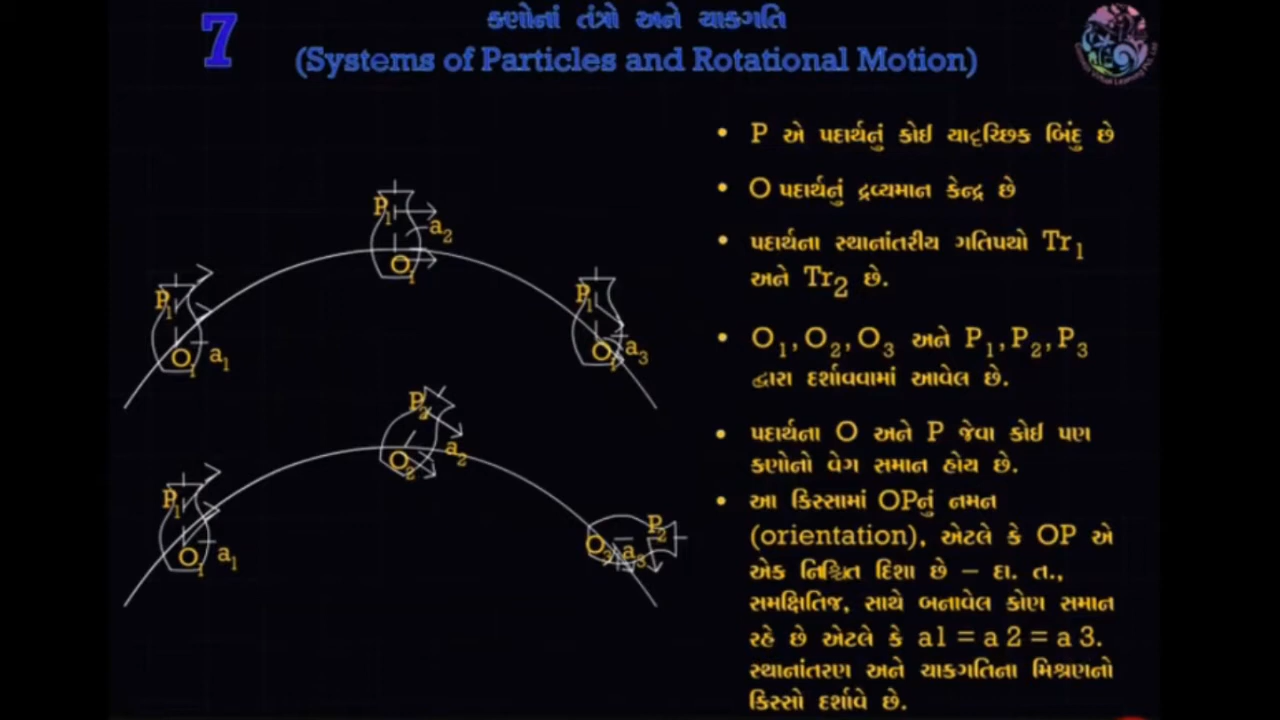 7
કણોનાં તંત્રો અને ચાકગતિ
(Systems of Particles and Rotational Motion)
• P એ પદાર્થનું કોઈ યાદૃચ્છિક બિંદુ છે
• O પદાર્થનું દ્રવ્યમાન કેન્દ્ર છે
• પદાર્થના સ્થાનાંતરીય ગતિપથો Tr1
અને Tr2 છે.
• O1, O2, O3 અને P1, P2, P3
દ્વારા દર્શાવવામાં આવેલ છે.
• પદાર્થના O અને P જેવા કોઈ પણ
કણોનો વેગ સમાન હોય છે.
• આ કિસ્સામાં OPનું નમન
(orientation), એટલે કે OP એ
એક નિશ્ચિત દિશા છે – દા. ત.,
સમક્ષિતિજ, સાથે બનાવેલ કોણ સમાન
રહે છે એટલે કે a1 = a 2 = a 3.
સ્થાનાંતરણ અને ચાકગતિના મિશ્રણનો
કિસ્સો દર્શાવે છે.
P1
a2
O1
P1
O1 a1
P1
O1 a3
P2
a2
O2
P1
O1 a1
P2
O3 a3